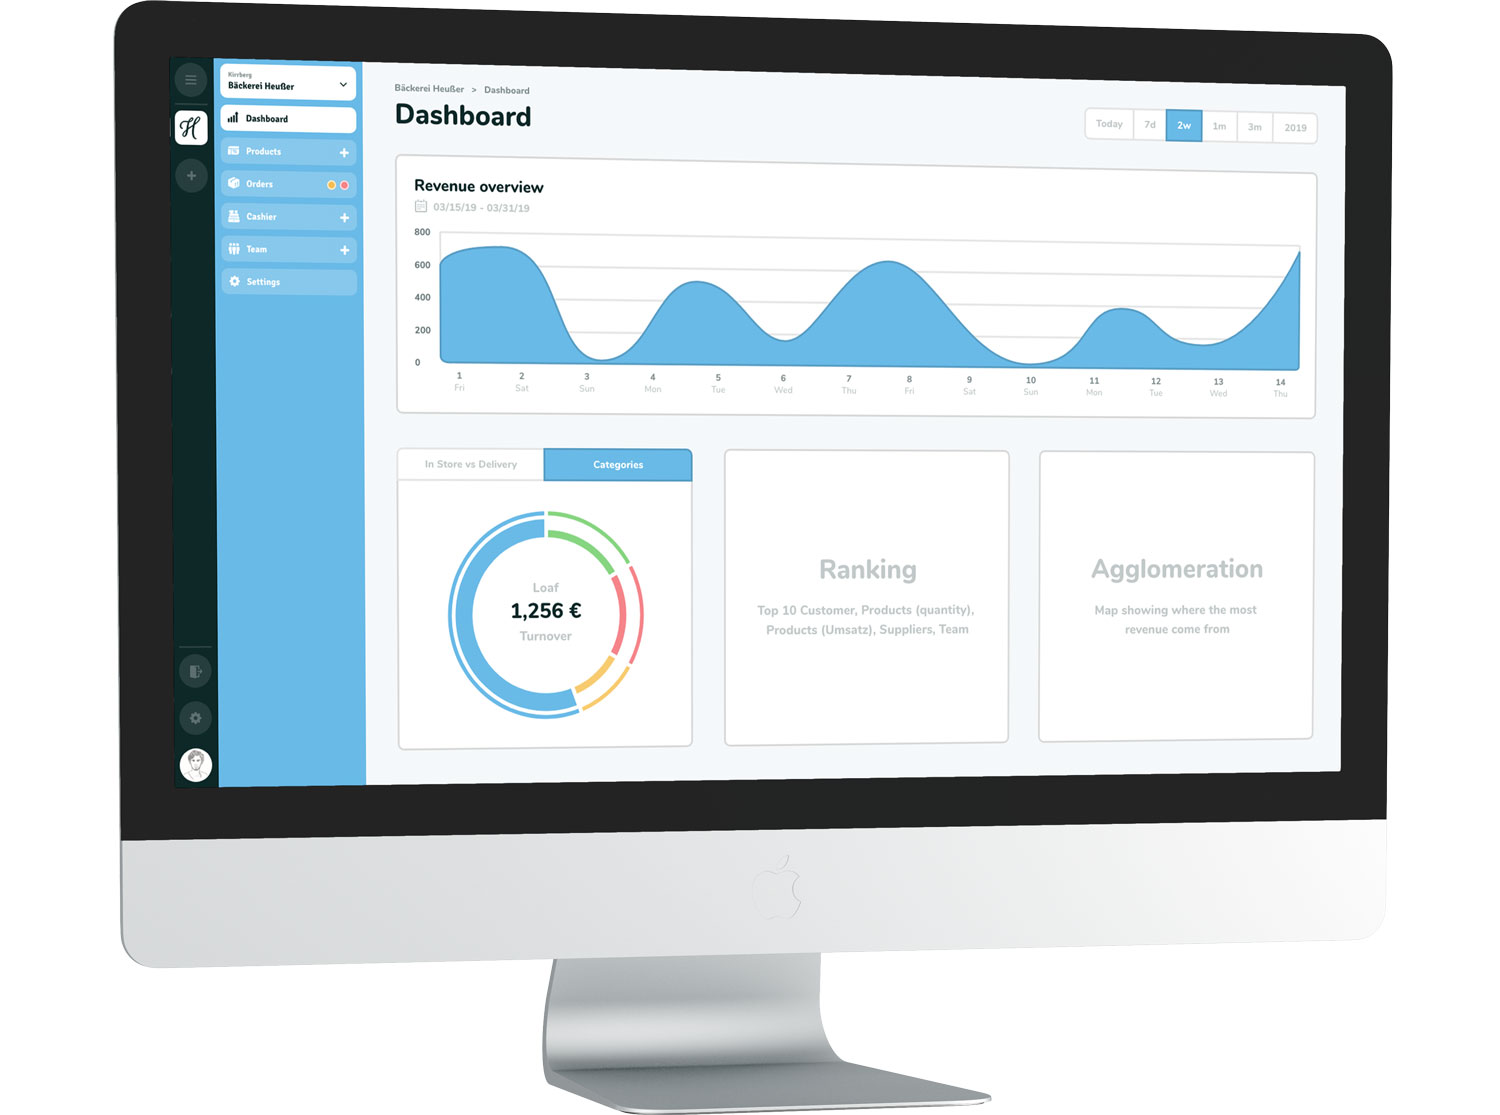 Kirrberg
Bäckerei Heußer
Dashboard
Products
Orders
Cashier
Team
Settings
H
Bäckerei Heußer > Dashboard
Dashboard
Today 7d 2w 1m 3m 2019
Revenue overview
03/15/19 - 03/31/19
800
600
400
200
0
1 2 3 4 5 6 7 8 9 10 11 12 13 14
Fri Sat Sun Mon Tue Wed Thu Fri Sat Sun Mon Tue Wed Thu
In Store vs Delivery
Categories
Loaf
1,256 €
Turnover
Ranking
Top 10 Customer, Products (quantity),
Products (Umsatz), Suppliers, Team
Agglomeration
Map showing where the most
revenue come from